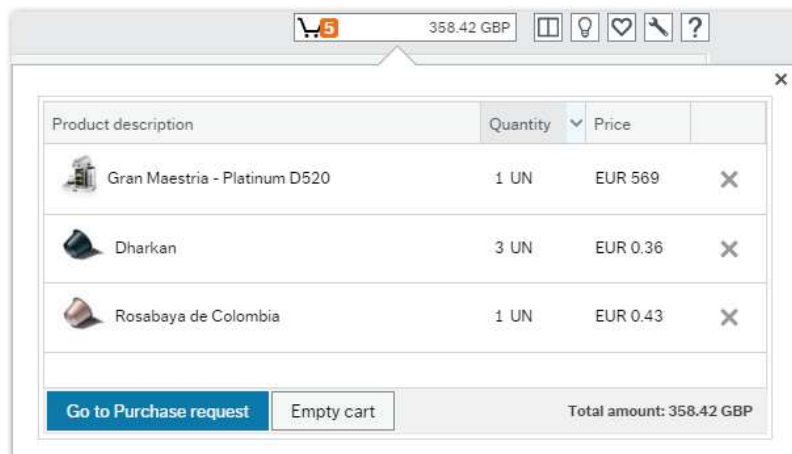 5 358.42 GBP ?
Product description Quantity Price
Gran Maestria - Platinum D520 1 UN EUR 569
Dharkan 3 UN EUR 0.36
Rosabaya de Colombia 1 UN EUR 0.43
Go to Purchase request Empty cart Total amount: 358.42 GBP